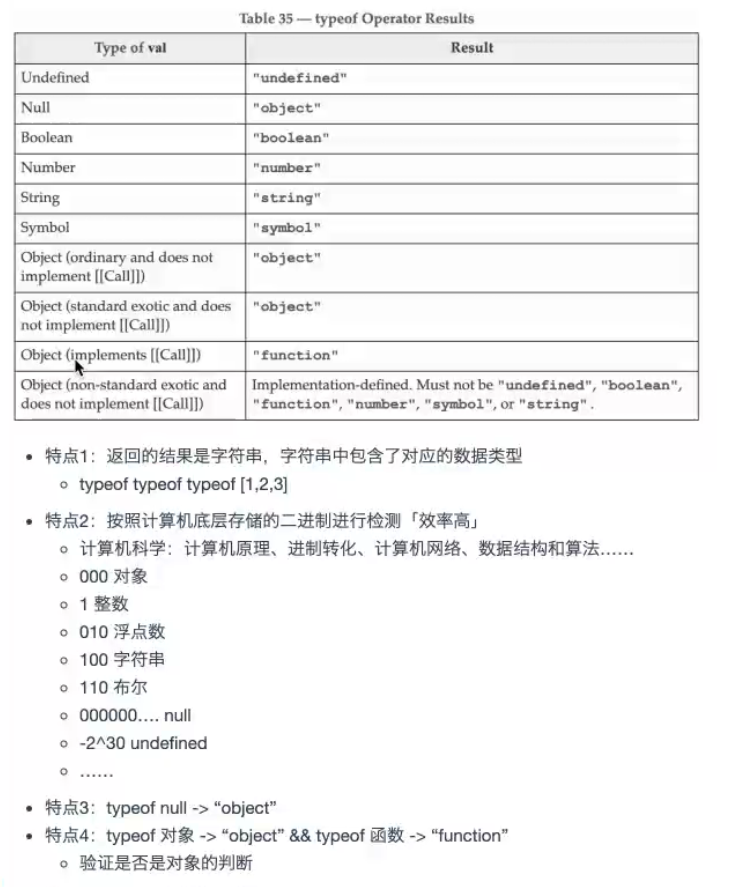 Table 35 — typeof Operator Results
Type of val Result
Undefined "undefined"
Null "object"
Boolean "boolean"
Number "number"
String "string"
Symbol "symbol"
Object (ordinary and does not "object"
implement [[Call]])
Object (standard exotic and does "object"
not implement [[Call]])
Object (implements [[Call]]) "function"
Object (non-standard exotic and Implementation-defined. Must not be "undefined", "boolean",
does not implement [[Call]]) "function", "number", "symbol", or "string".
特点1：返回的结果是字符串，字符串中包含了对应的数据类型
typeof typeof typeof [1,2,3]
特点2：按照计算机底层存储的二进制进行检测「效率高」
计算机科学：计算机原理、进制转化、计算机网络、数据结构和算法……
000 对象
1 整数
010 浮点数
100 字符串
110 布尔
000000…. null
-2^30 undefined
……
特点3：typeof null -> “object”
特点4：typeof 对象 -> “object” && typeof 函数 -> “function”
验证是否是对象的判断